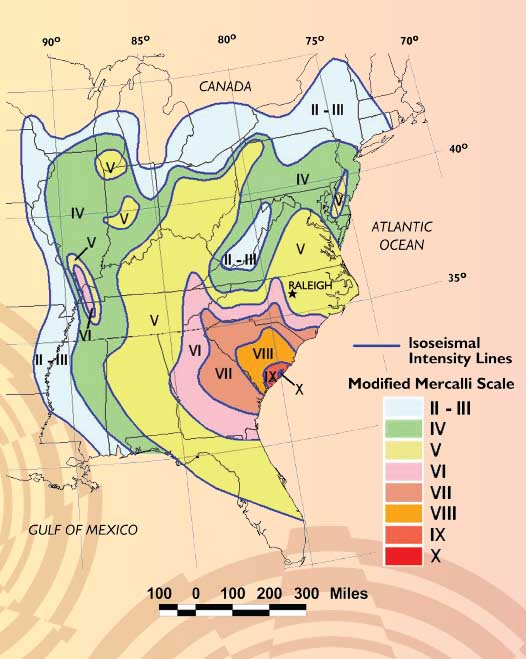 90° 85° 80° 75° 70°
CANADA
II - III
40°
V
IV
V
IV
V
ATLANTIC
OCEAN
V
V
II - III
35°
RALEIGH
V
VI
II - III
VI
VIII
VII
IX
X
Isoseismal
Intensity Lines
Modified Mercalli Scale
II - III
IV
V
VI
VII
VIII
IX
X
GULF OF MEXICO
100 0 100 200 300 Miles